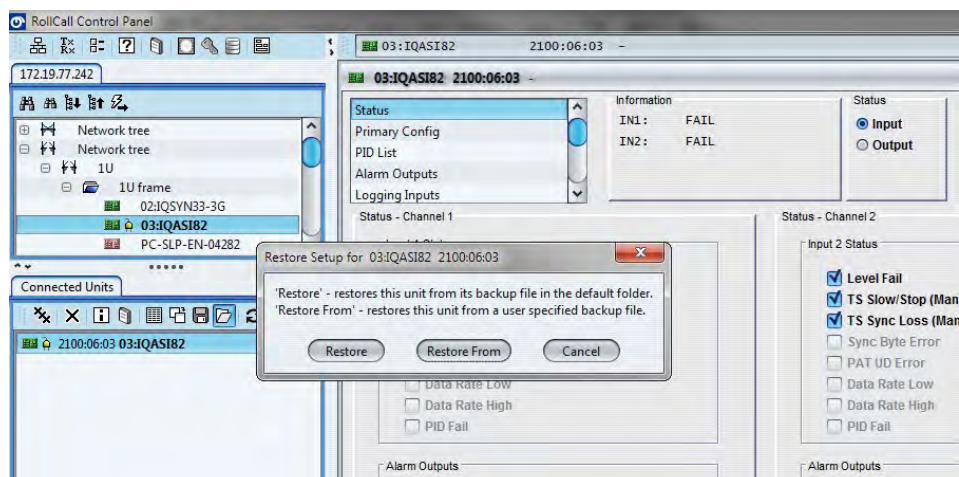 RollCall Control Panel
03:IQASI82 2100:06:03 -
172.19.77.242
03:IQASI82 2100:06:03 -
Network tree
Network tree
1U
1U frame
02:IQSYN33-3G
03:IQASI82
PC-SLP-EN-04282
Connected Units
2100:06:03 03:IQASI82
Status
Primary Config
PID List
Alarm Outputs
Logging Inputs
Information
IN1: FAIL
IN2: FAIL
Status
Input
Output
Status - Channel 1
Status - Channel 2
Restore Setup for 03:IQASI82 2100:06:03
'Restore' - restores this unit from its backup file in the default folder.
'Restore From' - restores this unit from a user specified backup file.
Restore
Restore From
Cancel
Data Rate Low
Data Rate High
PID Fail
Alarm Outputs
Input 2 Status
Level Fail
TS Slow/Stop (Man
TS Sync Loss (Man
Sync Byte Error
PAT UD Error
Data Rate Low
Data Rate High
PID Fail
Alarm Outputs